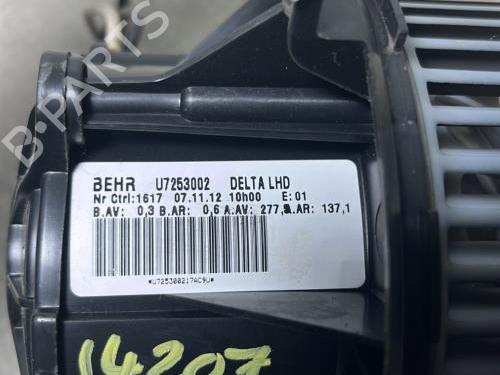 B-PARTS
BEHR U7253002 DELTA LHD
Nr Ctrl:1617 07.11.12 10h00 E:01
B.AV: 0,3 B.AR: 0,6 A.AV: 277, A.AR: 137,1
*U725300217AC9U*
14207